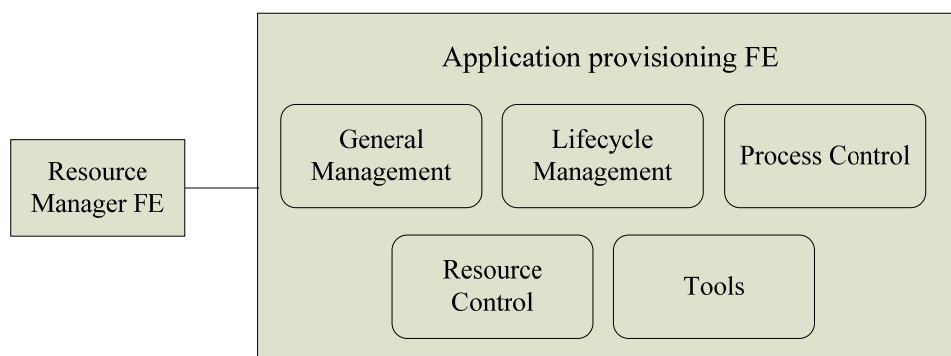 Application provisioning FE
General
Management
Lifecycle
Management
Process Control
Resource
Manager FE
Resource
Control
Tools